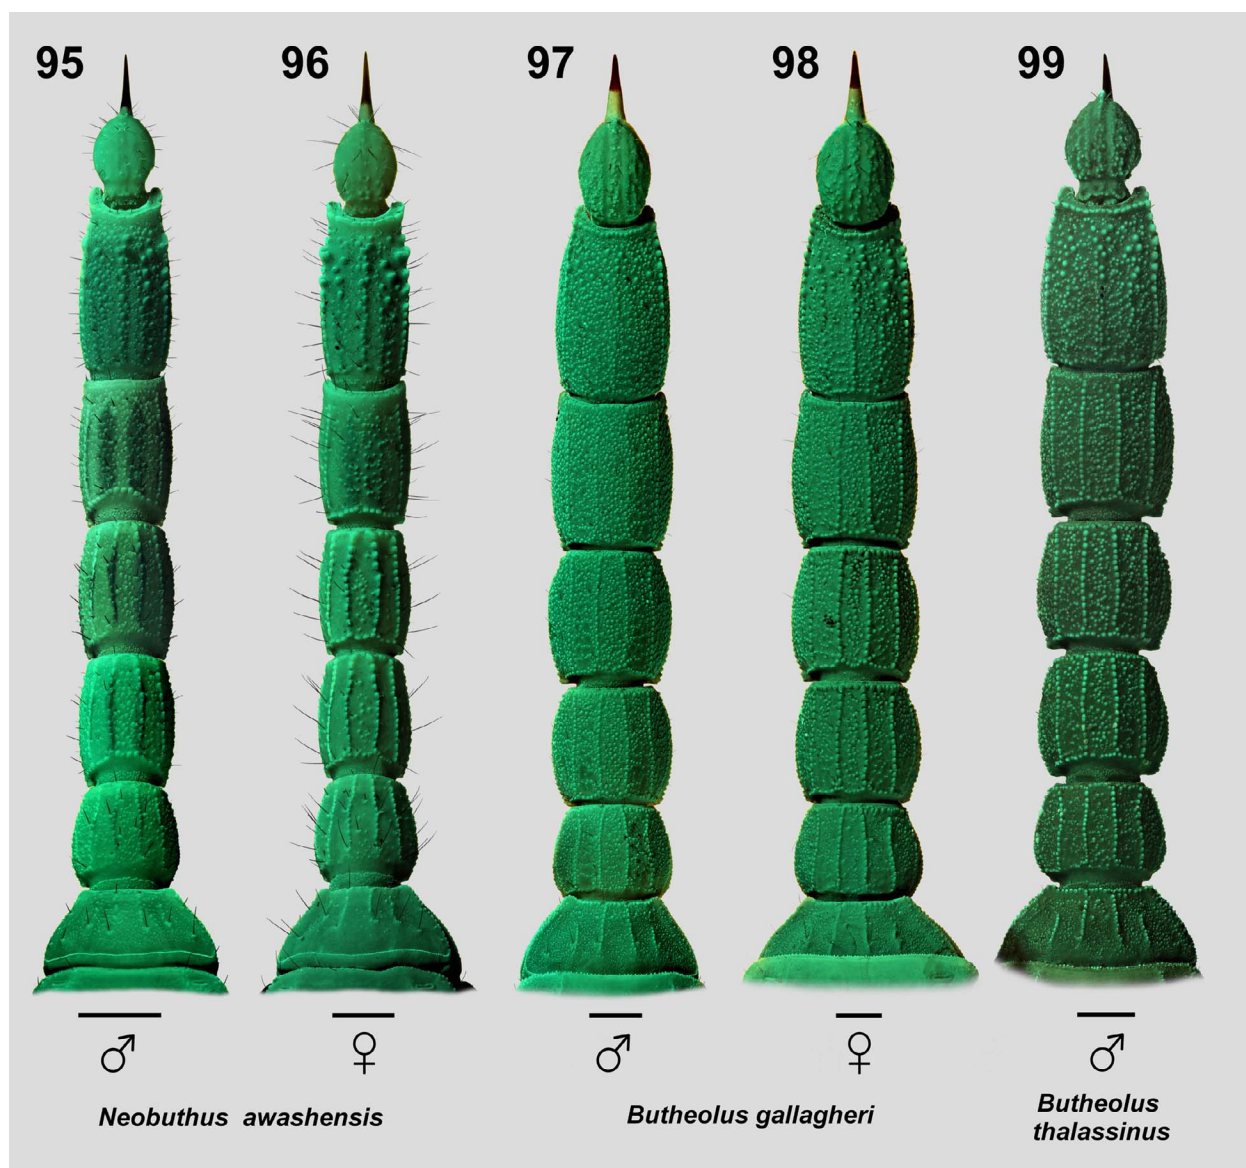 95 96 97 98 99
♂ ♀ ♂ ♀ ♂
Neobuthus awashensis
Butheolus gallagheri
Butheolus
thalassinus